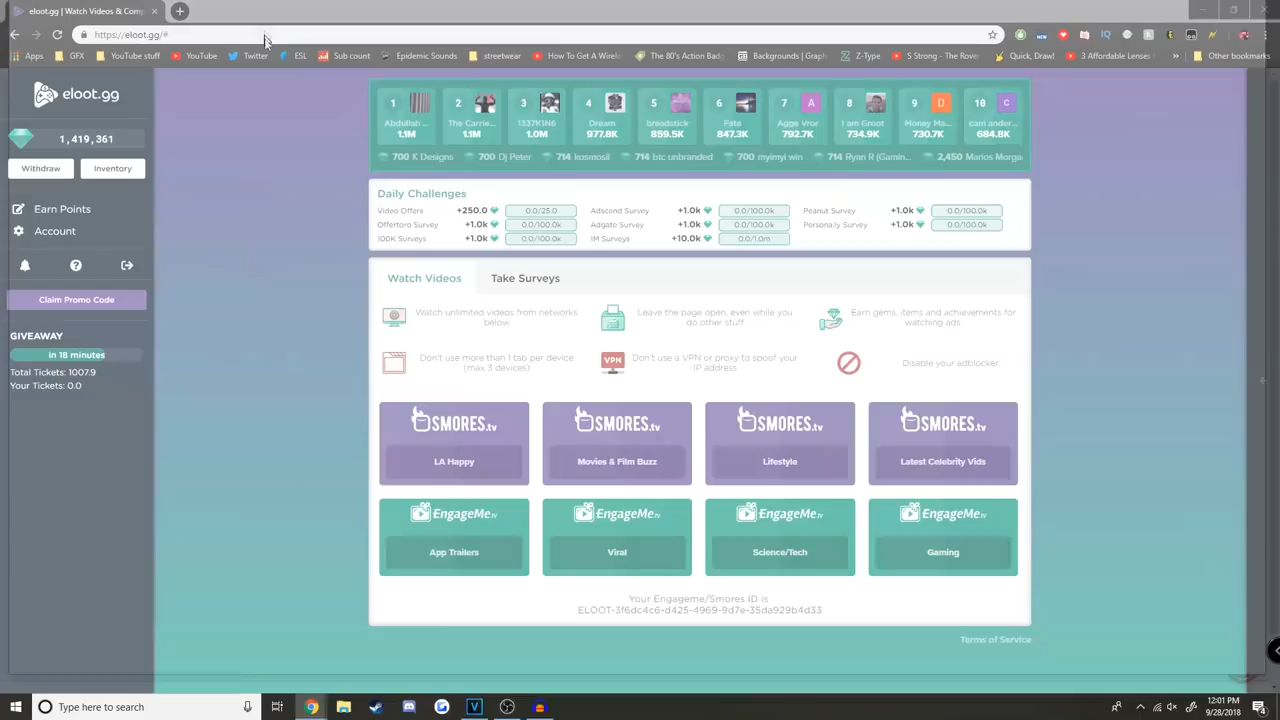 eloot.gg | Watch Videos & Comp
https://eloot.gg/#
Apps GFX YouTube stuff YouTube Twitter ESL Sub count Epidemic Sounds streetwear How To Get A Wirele The 80's Action Bad Backgrounds | Graph Z-Type S Strong - The Rove Quick, Draw! 3 Affordable Lenses Other bookmarks
eloot.gg
1,419,361
Withdraw Inventory
Earn Points
Account
Claim Promo Code
GIVEAWAY
in 18 minutes
Total Tickets: 1007.9
Your Tickets: 0.0
1 2 3 4 5 6 7 A 8 9 D 10 C
Abdullah ... The Carrie... 1337K1N6 Dream breadstick Fate Aggs Vror I am Groot Money Ma... cam ander...
1.1M 1.1M 1.0M 977.8K 859.5K 847.3K 792.7K 734.9K 730.7K 684.8K
700 K Designs 700 Dj Peter 714 kosmosil 714 btc unbranded 700 myimyi win 714 Ryan R (Gamin... 2,450 Marios Morga
Daily Challenges
Video Offers +250.0 0.0/25.0 Adscend Survey +1.0k 0.0/100.0k Peanut Survey +1.0k 0.0/100.0k
Offertoro Survey +1.0k 0.0/100.0k Adgate Survey +1.0k 0.0/100.0k Persona.ly Survey +1.0k 0.0/100.0k
100K Surveys +1.0k 0.0/100.0k 1M Surveys +10.0k 0.0/1.0m
Watch Videos Take Surveys
Watch unlimited videos from networks below
Leave the page open, even while you do other stuff
Earn gems, items and achievements for watching ads.
Don't use more than 1 tab per device (max 3 devices)
VPN
Don't use a VPN or proxy to spoof your IP address
Disable your adblocker.
SMORES.tv SMORES.tv SMORES.tv SMORES.tv
LA Happy Movies & Film Buzz Lifestyle Latest Celebrity Vids
EngageMe.tv EngageMe.tv EngageMe.tv EngageMe.tv
App Trailers Viral Science/Tech Gaming
Your Engageme/Smores ID is
ELOOT-3f6dc4c6-d425-4969-9d7e-35da929b4d33
Terms of Service
Type here to search
12:01 PM
9/28/2018